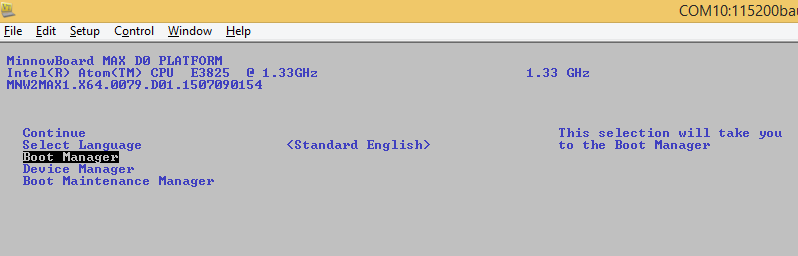 COM10:115200bau
File Edit Setup Control Window Help
MinnowBoard MAX D0 PLATFORM
Intel(R) Atom(TM) CPU E3825 @ 1.33GHz 1.33 GHz
MNW2MAX1.X64.0079.D01.1507090154
Continue This selection will take you
Select Language <Standard English> to the Boot Manager
Boot Manager
Device Manager
Boot Maintenance Manager